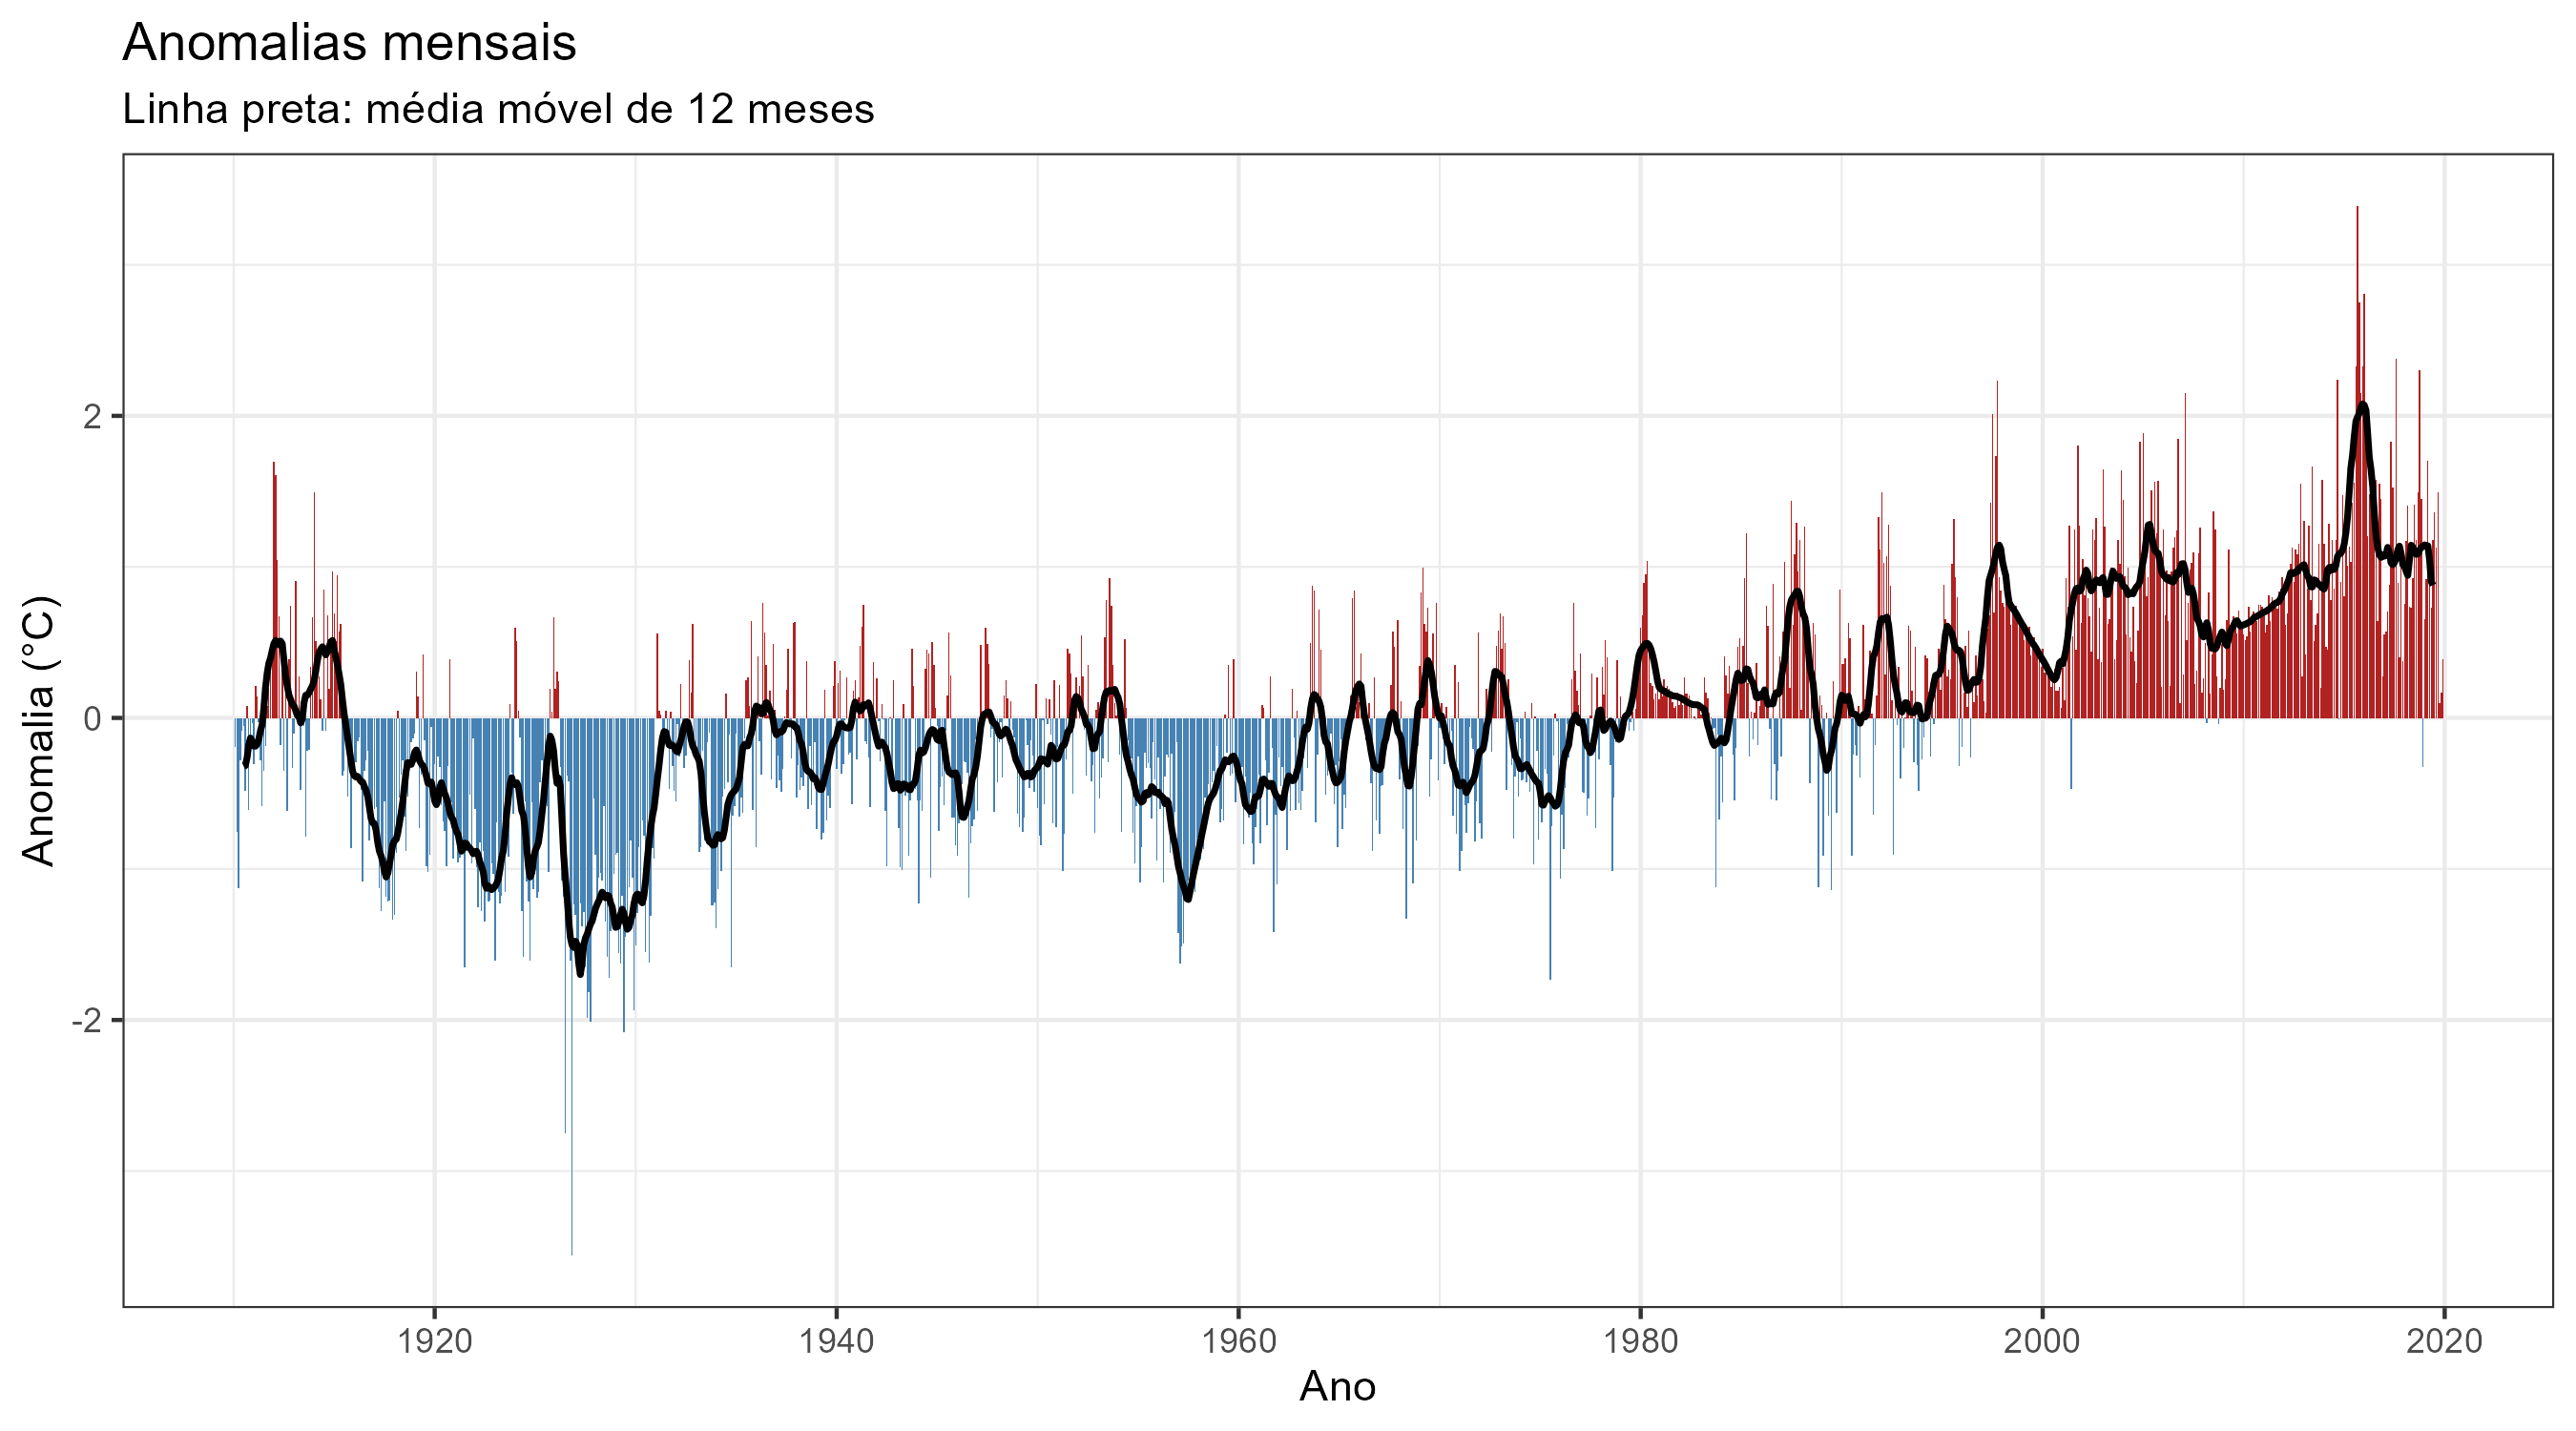 Anomalias mensais
Linha preta: média móvel de 12 meses
Anomalia (°C)
2
0
-2
1920 1940 1960 1980 2000 2020
Ano